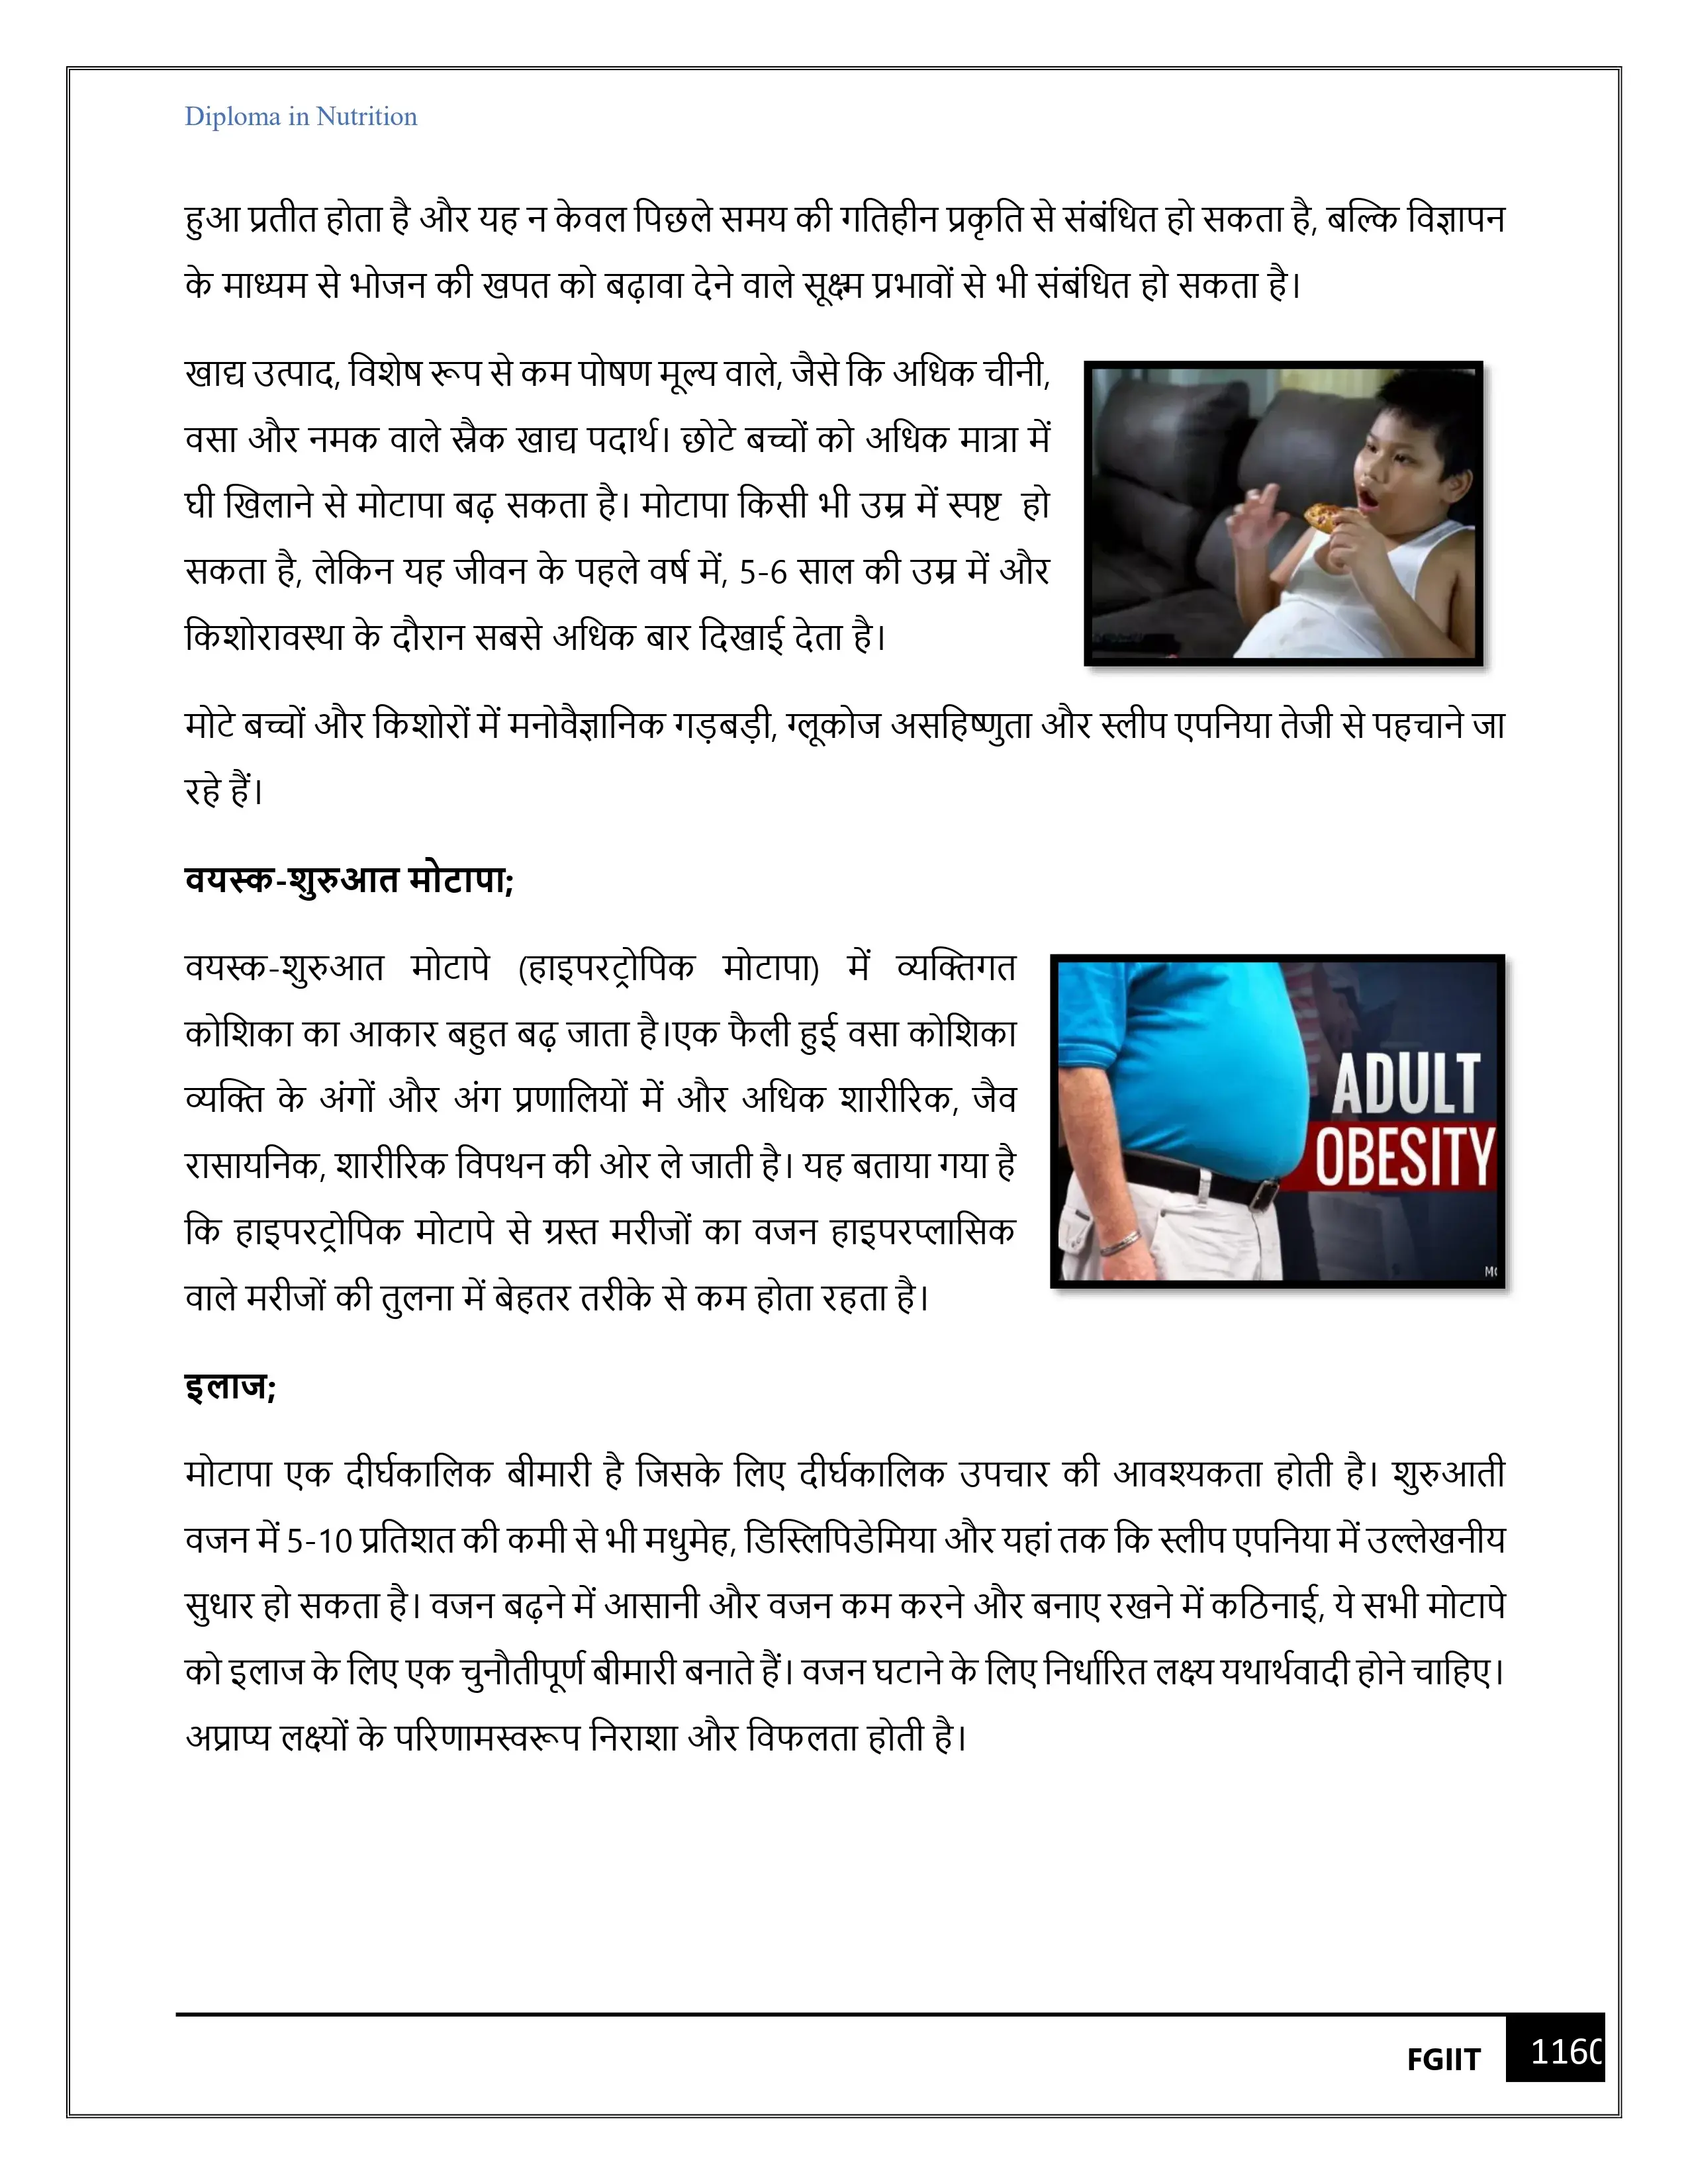 Diploma in Nutrition
हुआ प्रतीत होता है और यह न केवल पिछले समय की गतिहीन प्रकृति से संबंधित हो सकता है, बल्कि विज्ञापन
के माध्यम से भोजन की खपत को बढ़ावा देने वाले सूक्ष्म प्रभावों से भी संबंधित हो सकता है।
खाद्य उत्पाद, विशेष रूप से कम पोषण मूल्य वाले, जैसे कि अधिक चीनी,
वसा और नमक वाले स्नैक खाद्य पदार्थ। छोटे बच्चों को अधिक मात्रा में
घी खिलाने से मोटापा बढ़ सकता है। मोटापा किसी भी उम्र में स्पष्ट हो
सकता है, लेकिन यह जीवन के पहले वर्ष में, 5-6 साल की उम्र में और
किशोरावस्था के दौरान सबसे अधिक बार दिखाई देता है।
मोटे बच्चों और किशोरों में मनोवैज्ञानिक गड़बड़ी, ग्लूकोज असहिष्णुता और स्लीप एपनिया तेजी से पहचाने जा
रहे हैं।
वयस्क-शुरुआत मोटापा;
वयस्क-शुरुआत मोटापे (हाइपरट्रोपिक मोटापा) में व्यक्तिगत
कोशिका का आकार बहुत बढ़ जाता है।एक फैली हुई वसा कोशिका
व्यक्ति के अंगों और अंग प्रणालियों में और अधिक शारीरिक, जैव
रासायनिक, शारीरिक विपथन की ओर ले जाती है। यह बताया गया है
कि हाइपरट्रोपिक मोटापे से ग्रस्त मरीजों का वजन हाइपरप्लासिक
वाले मरीजों की तुलना में बेहतर तरीके से कम होता रहता है।
ADULT
OBESITY
इलाज;
मोटापा एक दीर्घकालिक बीमारी है जिसके लिए दीर्घकालिक उपचार की आवश्यकता होती है। शुरुआती
वजन में 5-10 प्रतिशत की कमी से भी मधुमेह, डिस्लिपिडेमिया और यहां तक कि स्लीप एपनिया में उल्लेखनीय
सुधार हो सकता है। वजन बढ़ने में आसानी और वजन कम करने और बनाए रखने में कठिनाई, ये सभी मोटापे
को इलाज के लिए एक चुनौतीपूर्ण बीमारी बनाते हैं। वजन घटाने के लिए निर्धारित लक्ष्य यथार्थवादी होने चाहिए।
अप्राप्य लक्ष्यों के परिणामस्वरूप निराशा और विफलता होती है।
FGIIT
1160